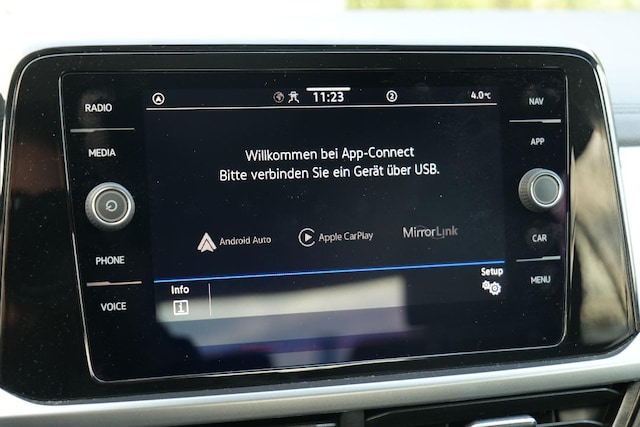 RADIO
MEDIA
PHONE
VOICE
11:23
2
4.0°C
Willkommen bei App-Connect
Bitte verbinden Sie ein Gerät über USB.
Android Auto
Apple CarPlay
MirrorLink
Info
Setup
NAV
APP
CAR
MENU